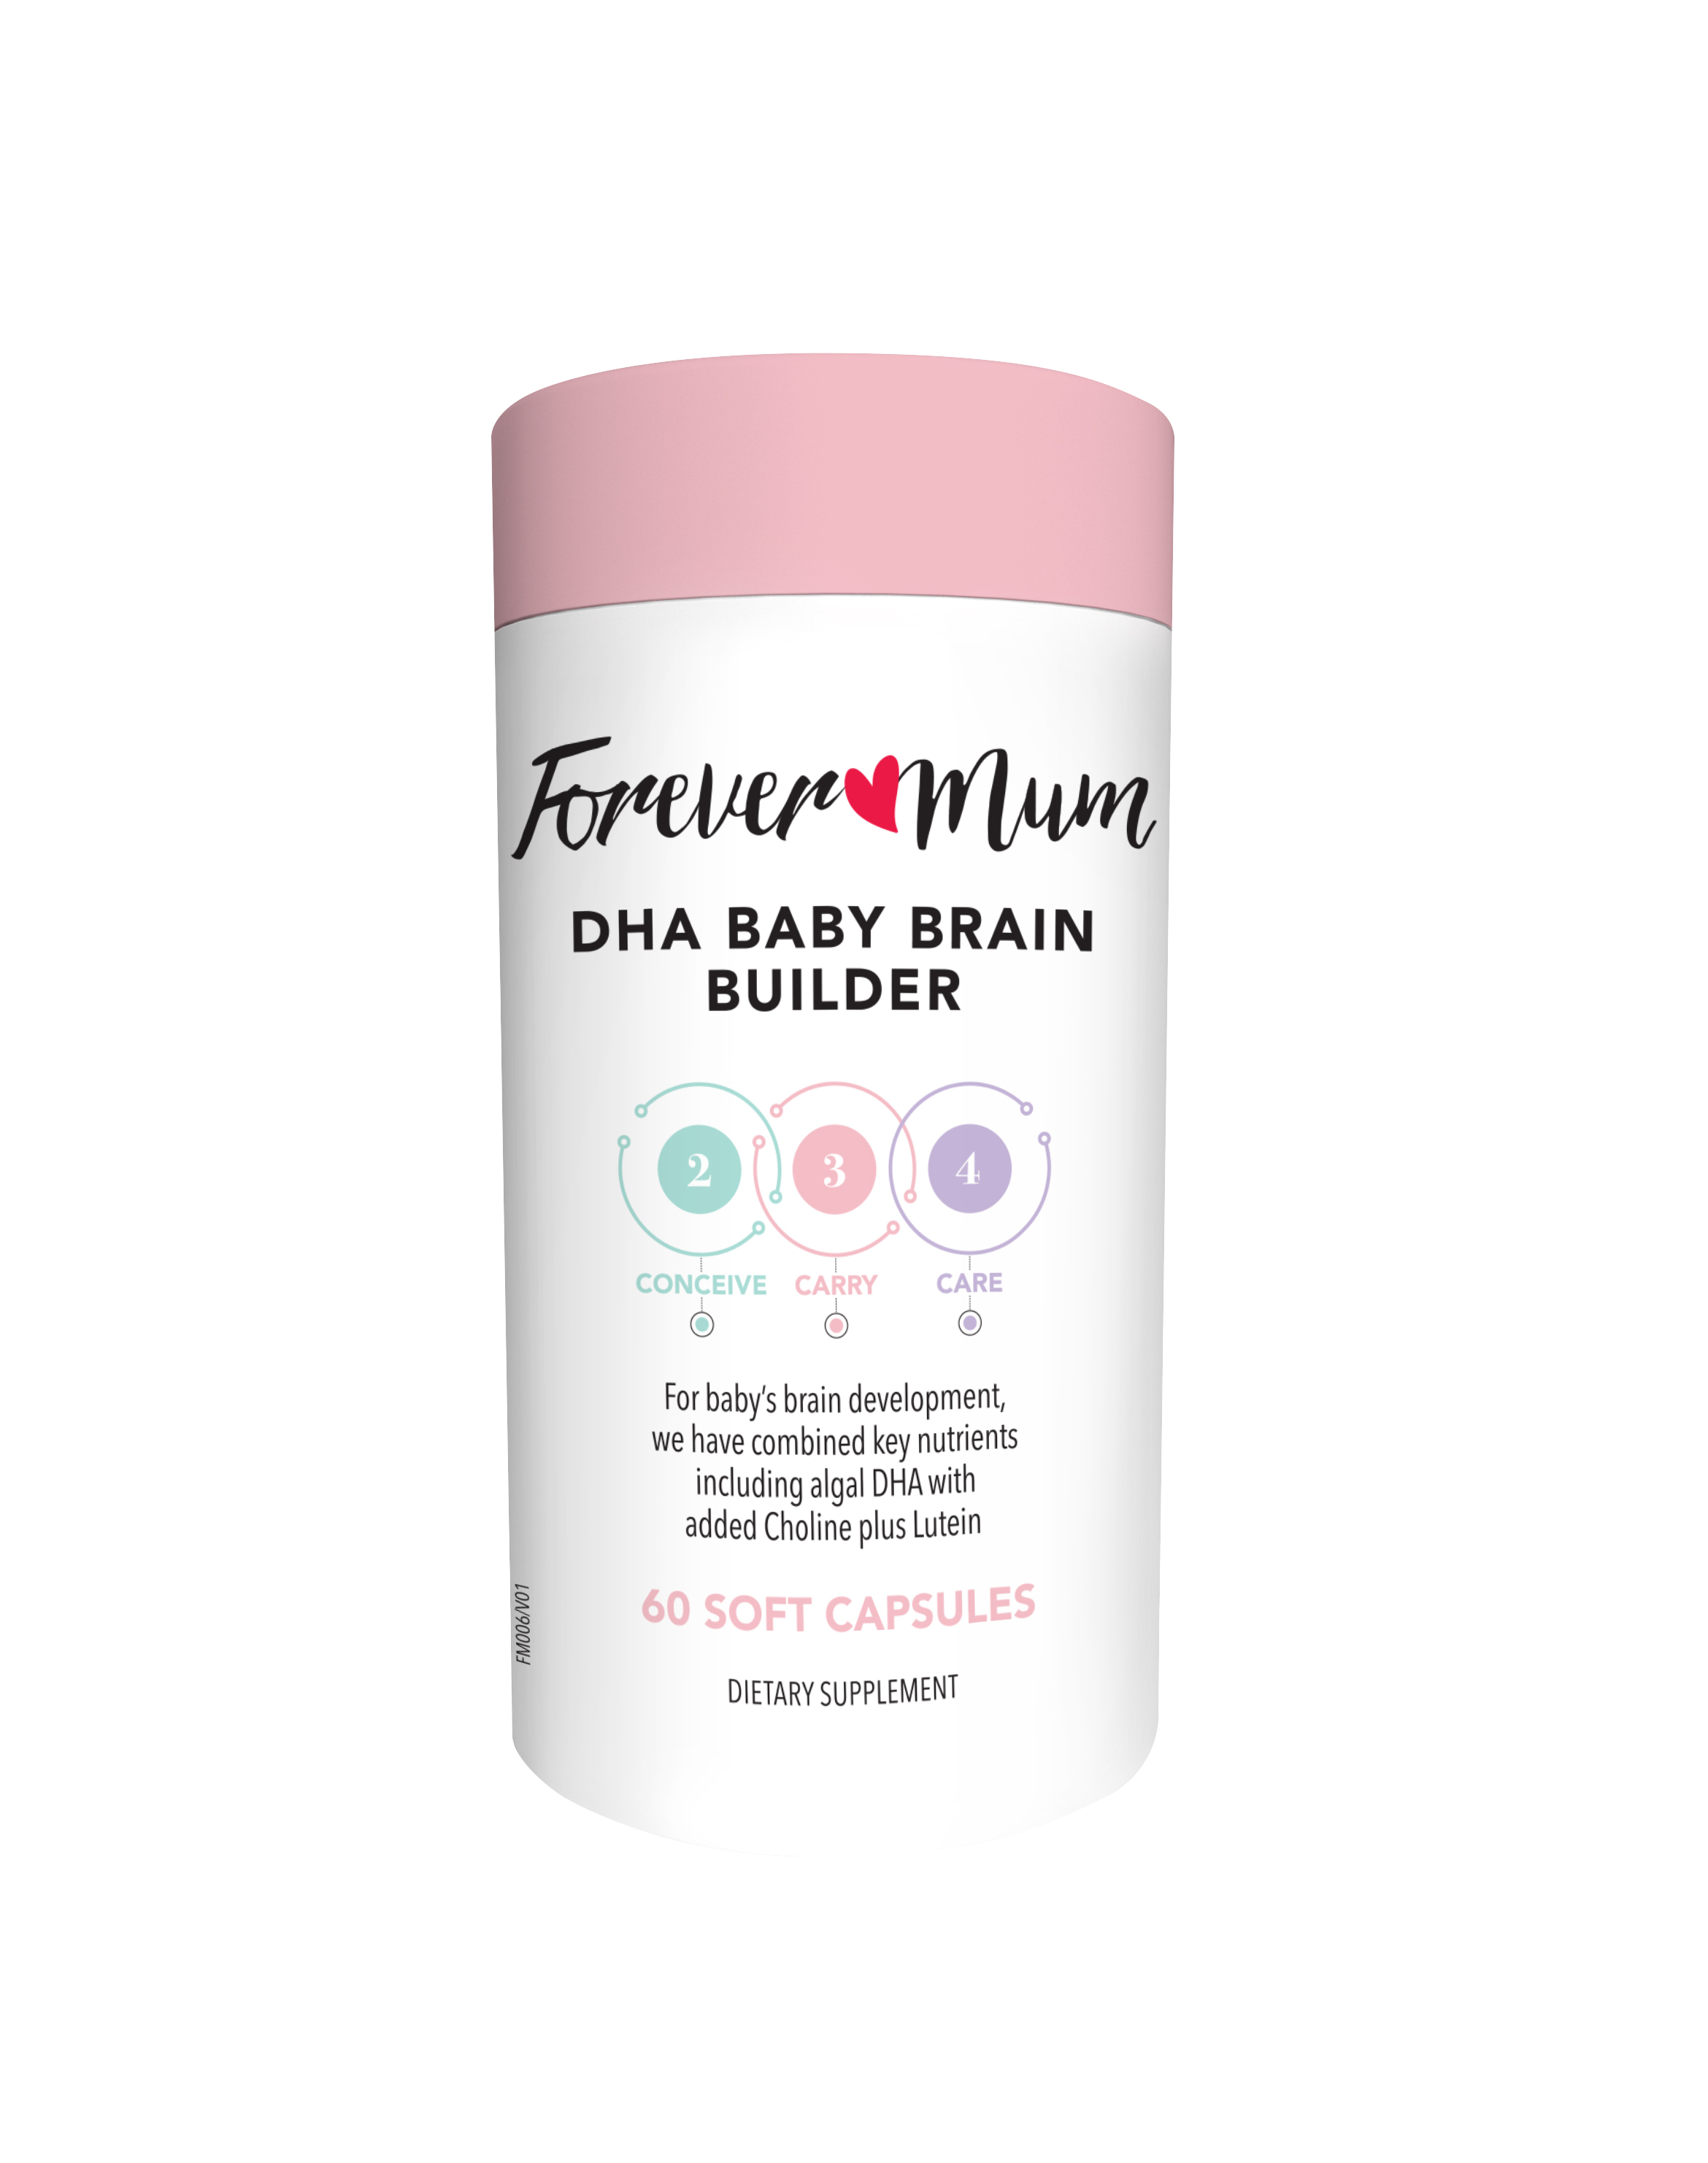 Forever Mum
DHA BABY BRAIN
BUILDER
2 3 4
CONCEIVE CARRY CARE
For baby's brain development,
we have combined key nutrients
including algal DHA with
added Choline plus Lutein
60 SOFT CAPSULES
DIETARY SUPPLEMENT
FM006/V01